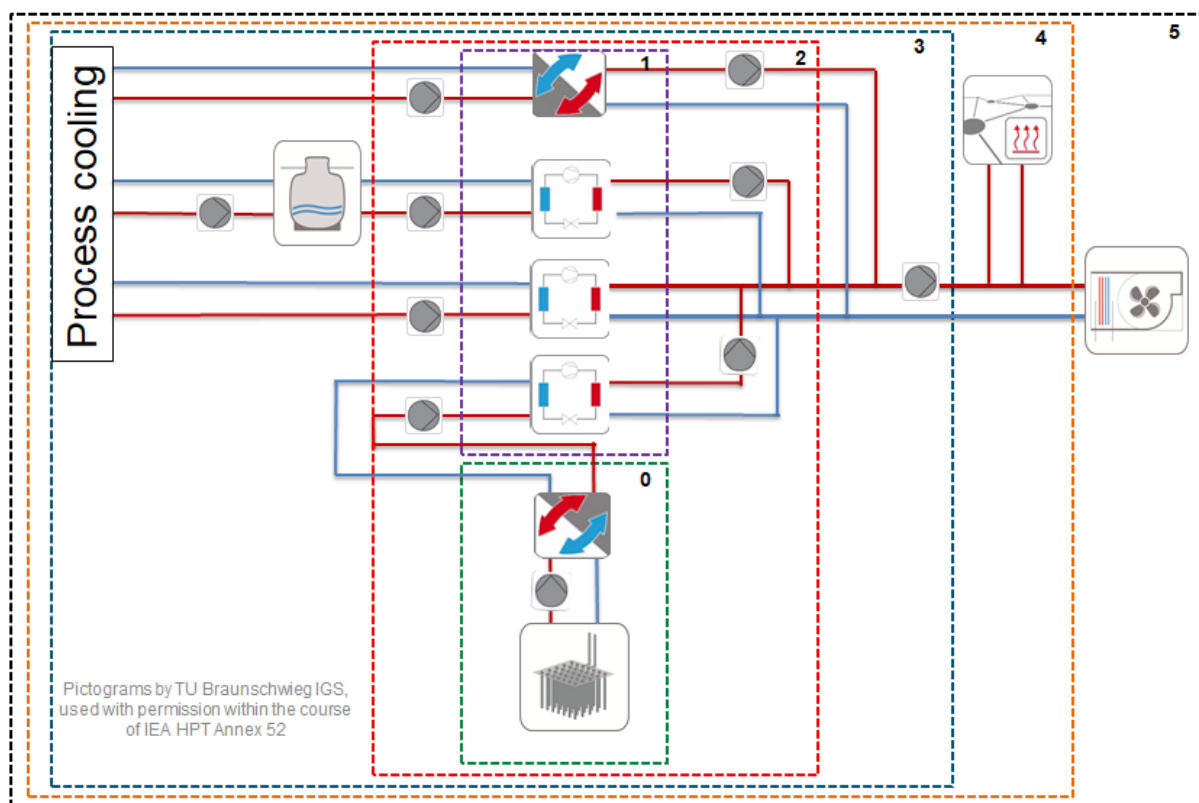 5
4
3
2
1
Process cooling
0
Pictograms by TU Braunschweig IGS,
used with permission within the course
of IEA HPT Annex 52